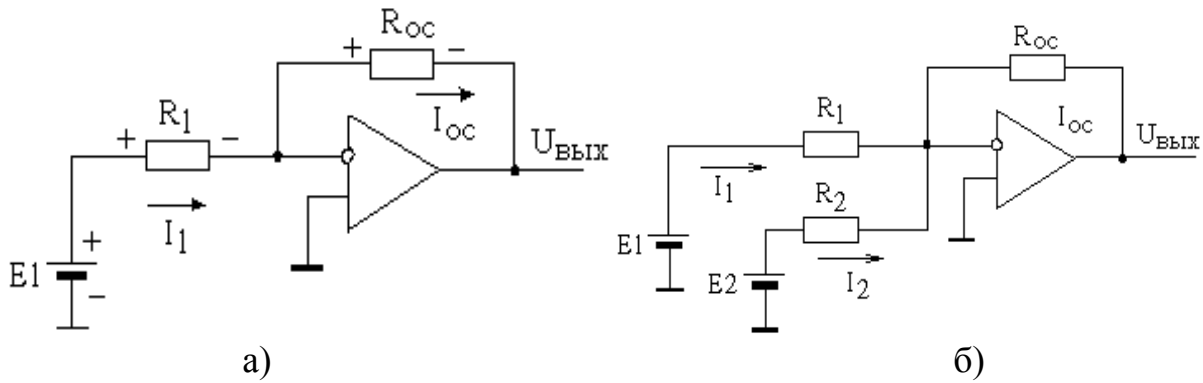 Rос
+ −
Iос
R1
+ −
Uвых
I1
+
E1
−
а)
Rос
R1
Iос
Uвых
I1
R2
E1
E2
I2
б)